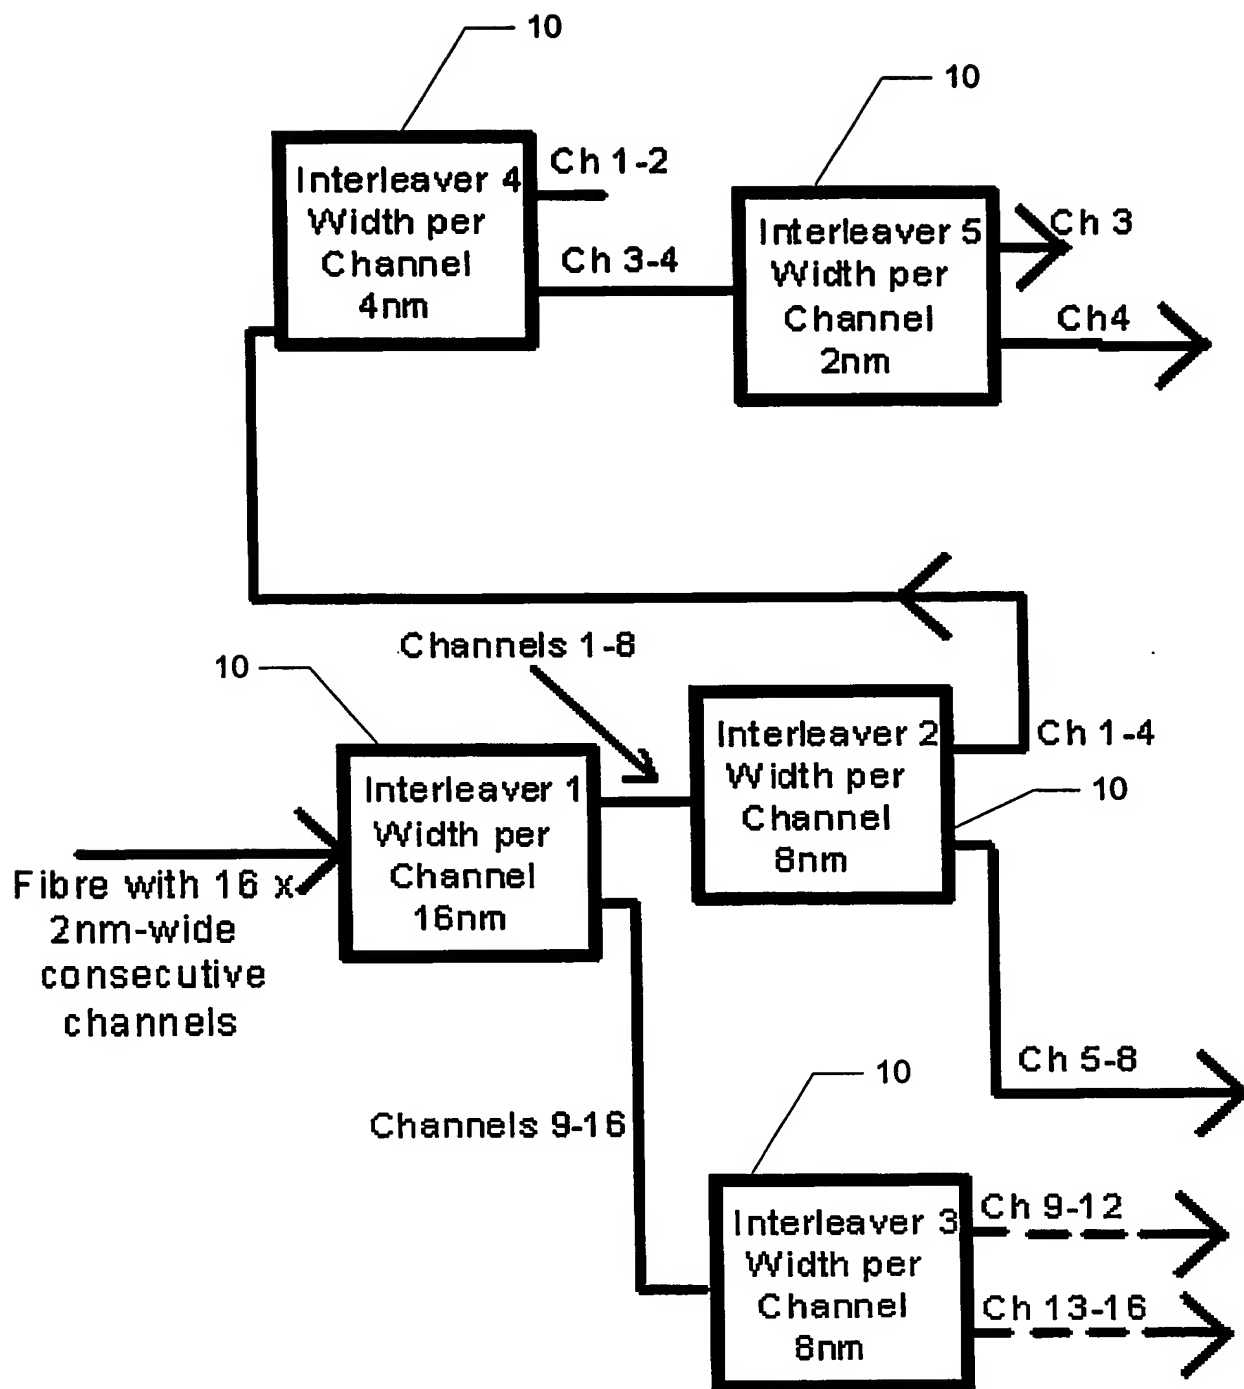 10
10
Interleaver 4
Width per
Channel
4nm
Ch 1-2
Ch 3-4
Interleaver 5
Width per
Channel
2nm
Ch 3
Ch4
Channels 1-8
10
Interleaver 1
Width per
Channel
16nm
Interleaver 2
Width per
Channel
8nm
Ch 1-4
10
Fibre with 16 x
2nm-wide
consecutive
channels
Ch 5-8
Channels 9-16
10
Interleaver 3
Width per
Channel
8nm
Ch 9-12
Ch 13-16